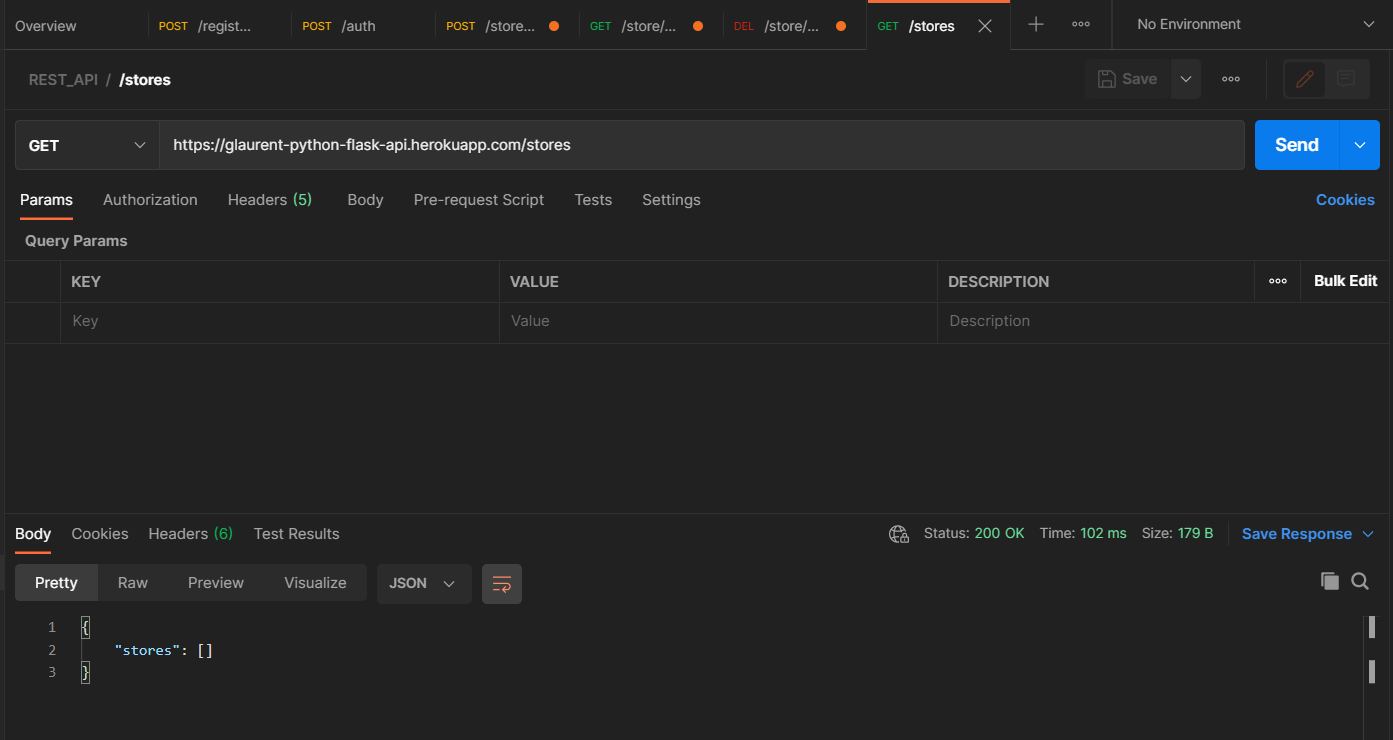 Overview POST /regist... POST /auth POST /store... GET /store/... DEL /store/... GET /stores No Environment
REST_API / /stores Save
GET https://glaurent-python-flask-api.herokuapp.com/stores Send
Params Authorization Headers (5) Body Pre-request Script Tests Settings Cookies
Query Params
KEY VALUE DESCRIPTION Bulk Edit
Key Value Description
Body Cookies Headers (6) Test Results Status: 200 OK Time: 102 ms Size: 179 B Save Response
Pretty Raw Preview Visualize JSON
1 {
2 "stores": []
3 }